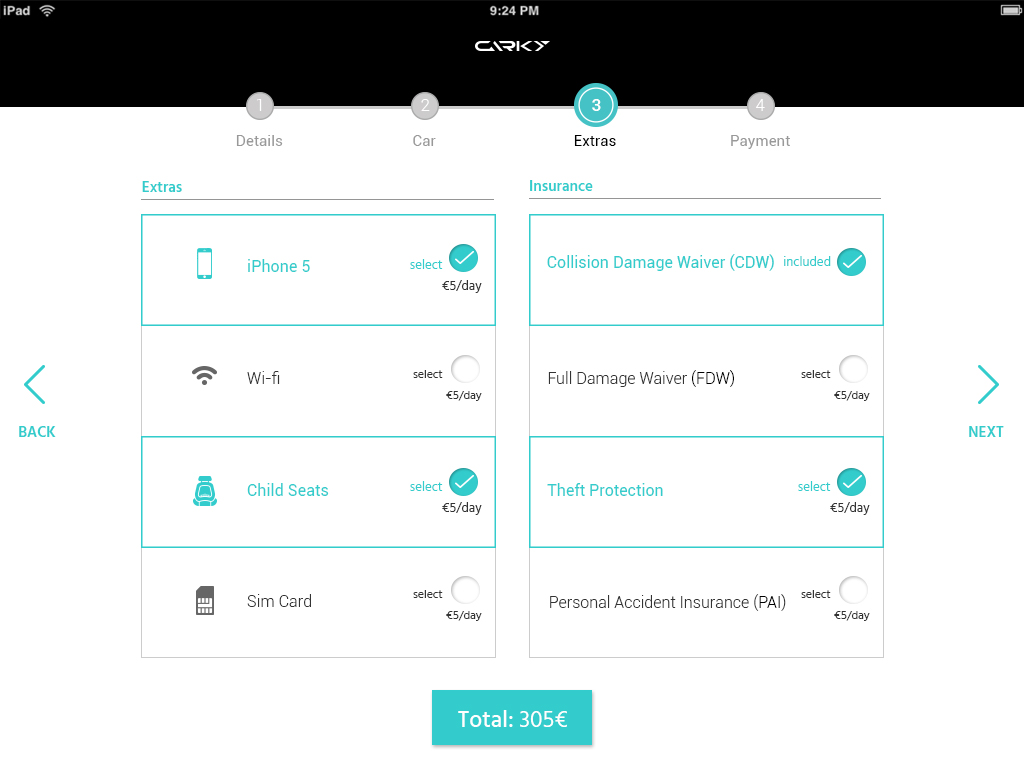 iPad
9:24 PM
CARKY
1
2
3
4
Details
Car
Extras
Payment
Extras
iPhone 5
select
€5/day
Wi-fi
select
€5/day
Child Seats
select
€5/day
Sim Card
select
€5/day
Insurance
Collision Damage Waiver (CDW)
included
Full Damage Waiver (FDW)
select
€5/day
Theft Protection
select
€5/day
Personal Accident Insurance (PAI)
select
€5/day
BACK
NEXT
Total: 305€